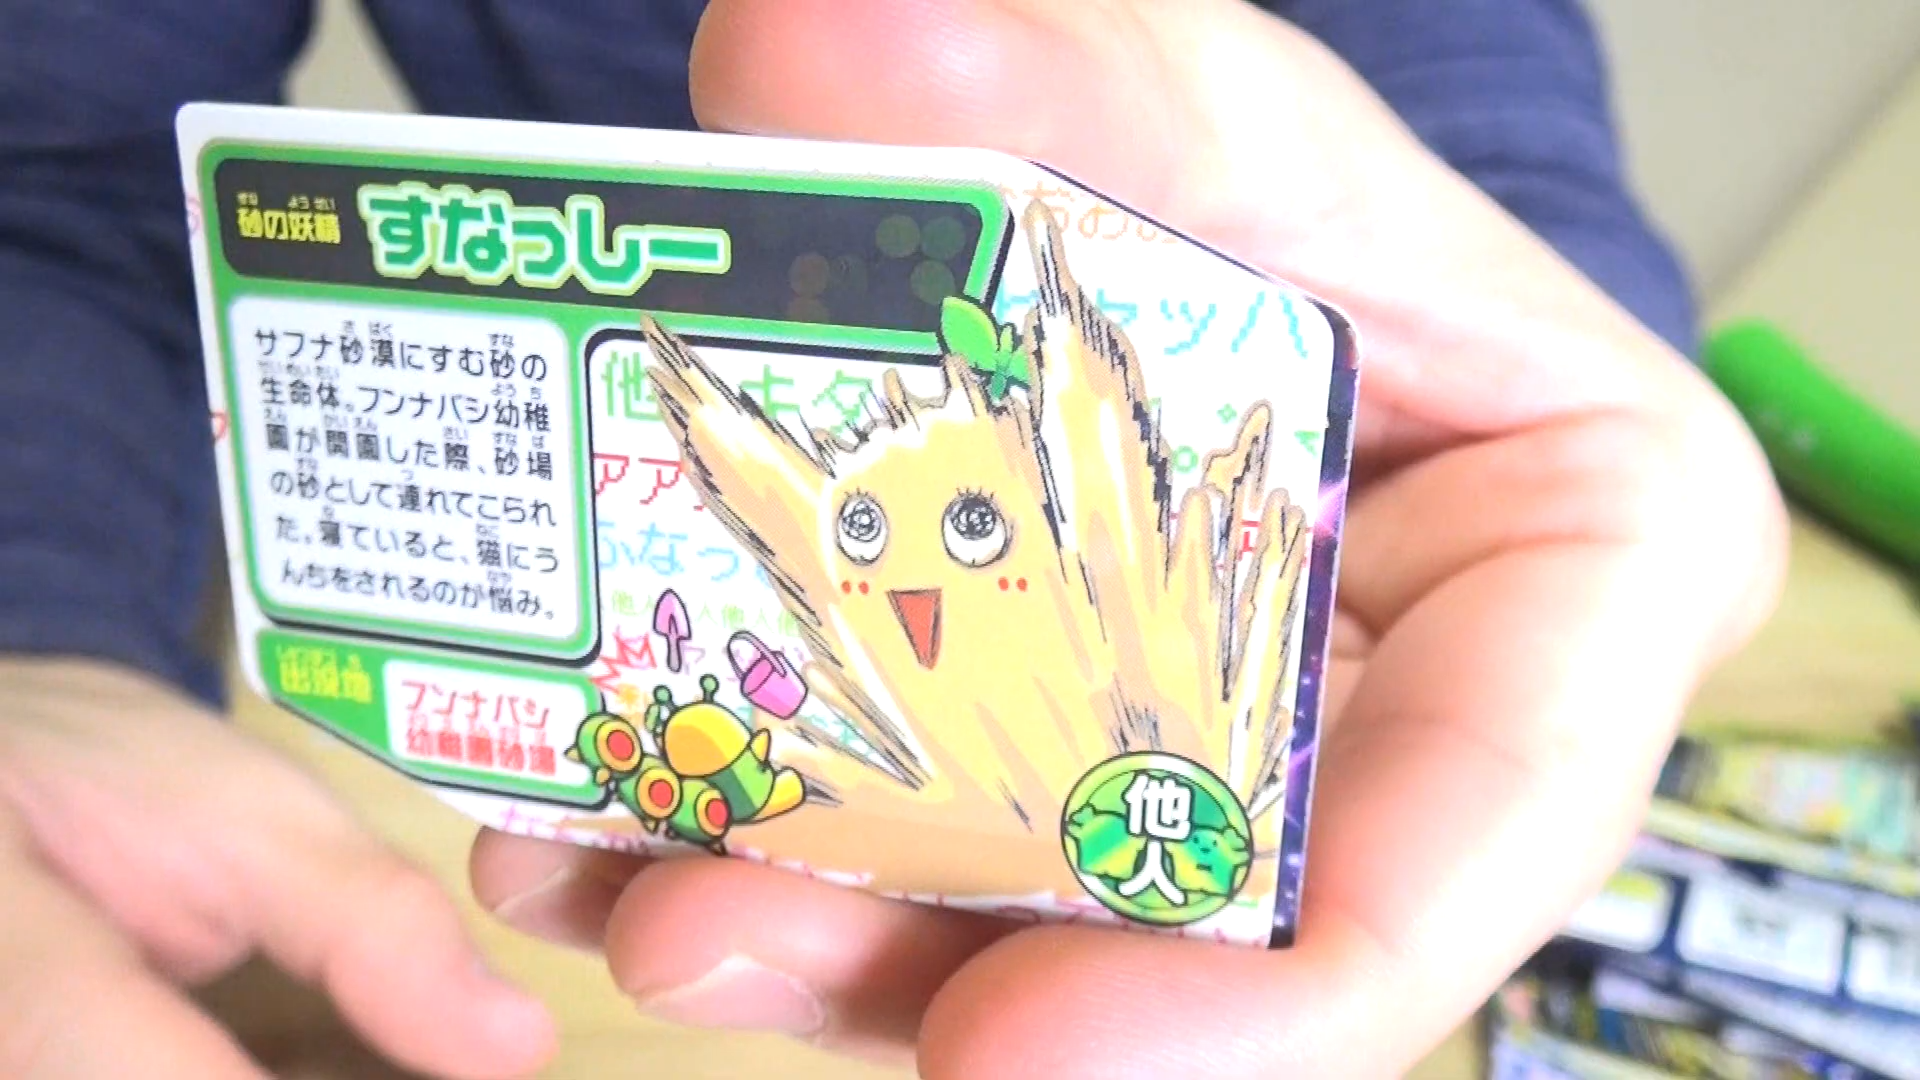 砂の妖精 すなっしー
サフナ砂漠にすむ砂の
生命体。フンナバシ幼稚
園が開園した際、砂場
の砂として連れてこられ
た。寝ていると、猫にう
んちをされるのが悩み。
出現地
フンナバシ
幼稚園砂場
他人